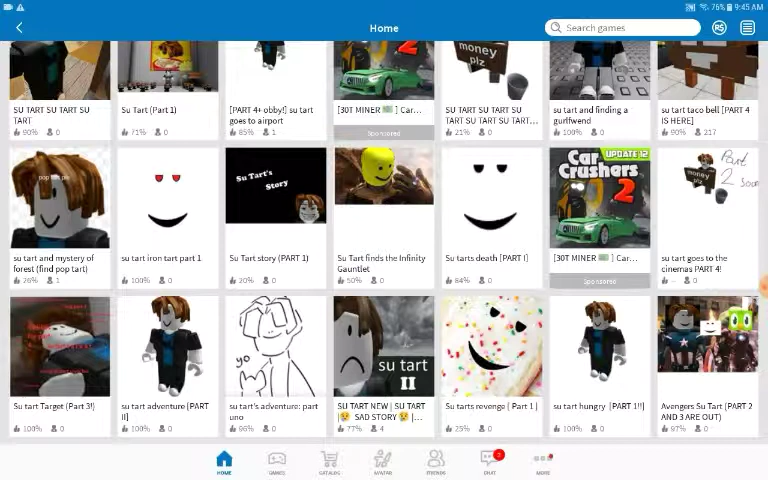 76% 9:45 AM
Home
Search games
money
plz
2
SU TART SU TART SU
TART
90% 0
Su Tart (Part 1)
71% 0
[PART 4+ obby!] su tart
goes to airport
85% 1
[30T MINER 💵 ] Car...
Sponsored
SU TART SU TART SU
TART SU TART SU TART...
21% 0
su tart and finding a
gurlfwend
100% 0
su tart taco bell [PART 4
IS HERE]
90% 217
su tart and mystery of
forest (find pop tart)
26% 1
su tart iron tart part 1
100% 0
Su Tart's
Story
Su Tart story (PART 1)
20% 0
Su Tart finds the Infinity
Gauntlet
50% 0
Su tarts death [PART I]
84% 0
UPDATE 12
Car
Crushers
2
[30T MINER 💵 ] Car...
Sponsored
money
plz
Part
2 soon
su tart goes to the
cinemas PART 4!
-- 0
Su tart Target (Part 3!)
100% 0
su tart adventure [PART
II]
100% 0
yo
su tart's adventure: part
uno
96% 0
su tart
II
SU TART NEW | SU TART
|😢 SAD STORY 😢 |...
77% 4
Su tarts revenge ( Part 1 |
25% 0
su tart hungry [PART 1!!]
100% 0
Avengers Su Tart (PART 2
AND 3 ARE OUT)
97% 0
HOME
GAMES
CATALOG
AVATAR
FRIENDS
CHAT
MORE